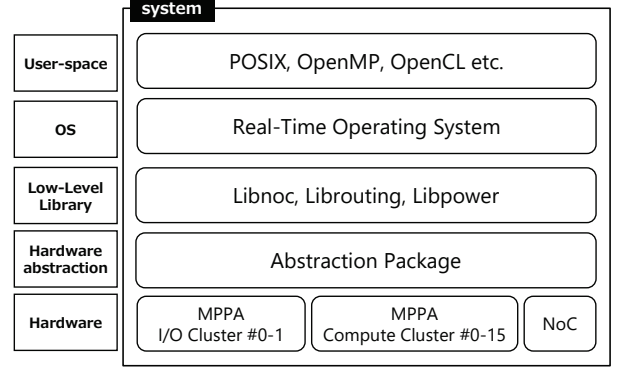 system
User-space
POSIX, OpenMP, OpenCL etc.
OS
Real-Time Operating System
Low-Level
Library
Libnoc, Librouting, Libpower
Hardware
abstraction
Abstraction Package
Hardware
MPPA
I/O Cluster #0-1
MPPA
Compute Cluster #0-15
NoC